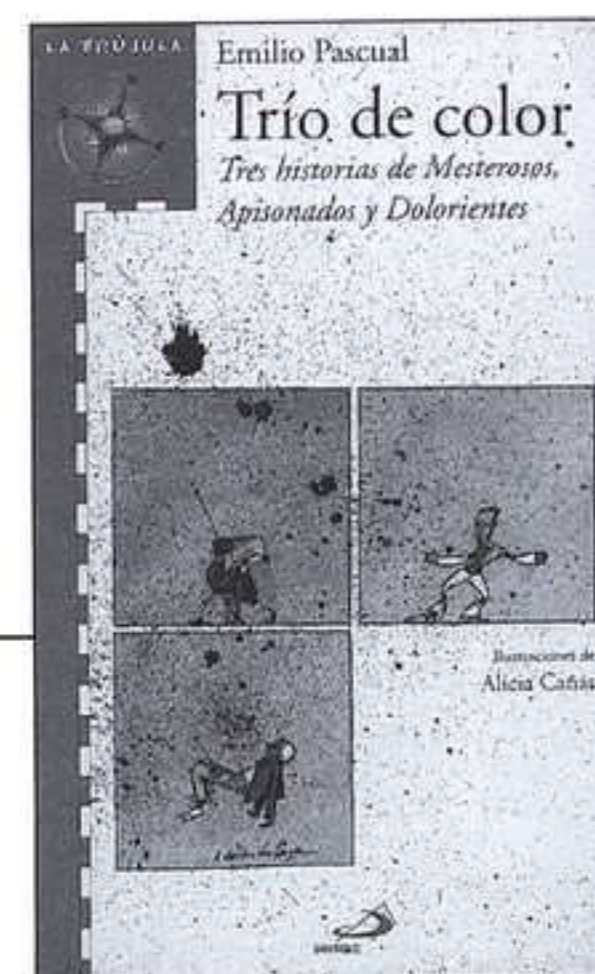 LA BRÚJULA
Emilio Pascual
Trío de color
Tres historias de Mesterosos,
Apisonados y Dolorientes
Ilustraciones de
Alicia Cañas